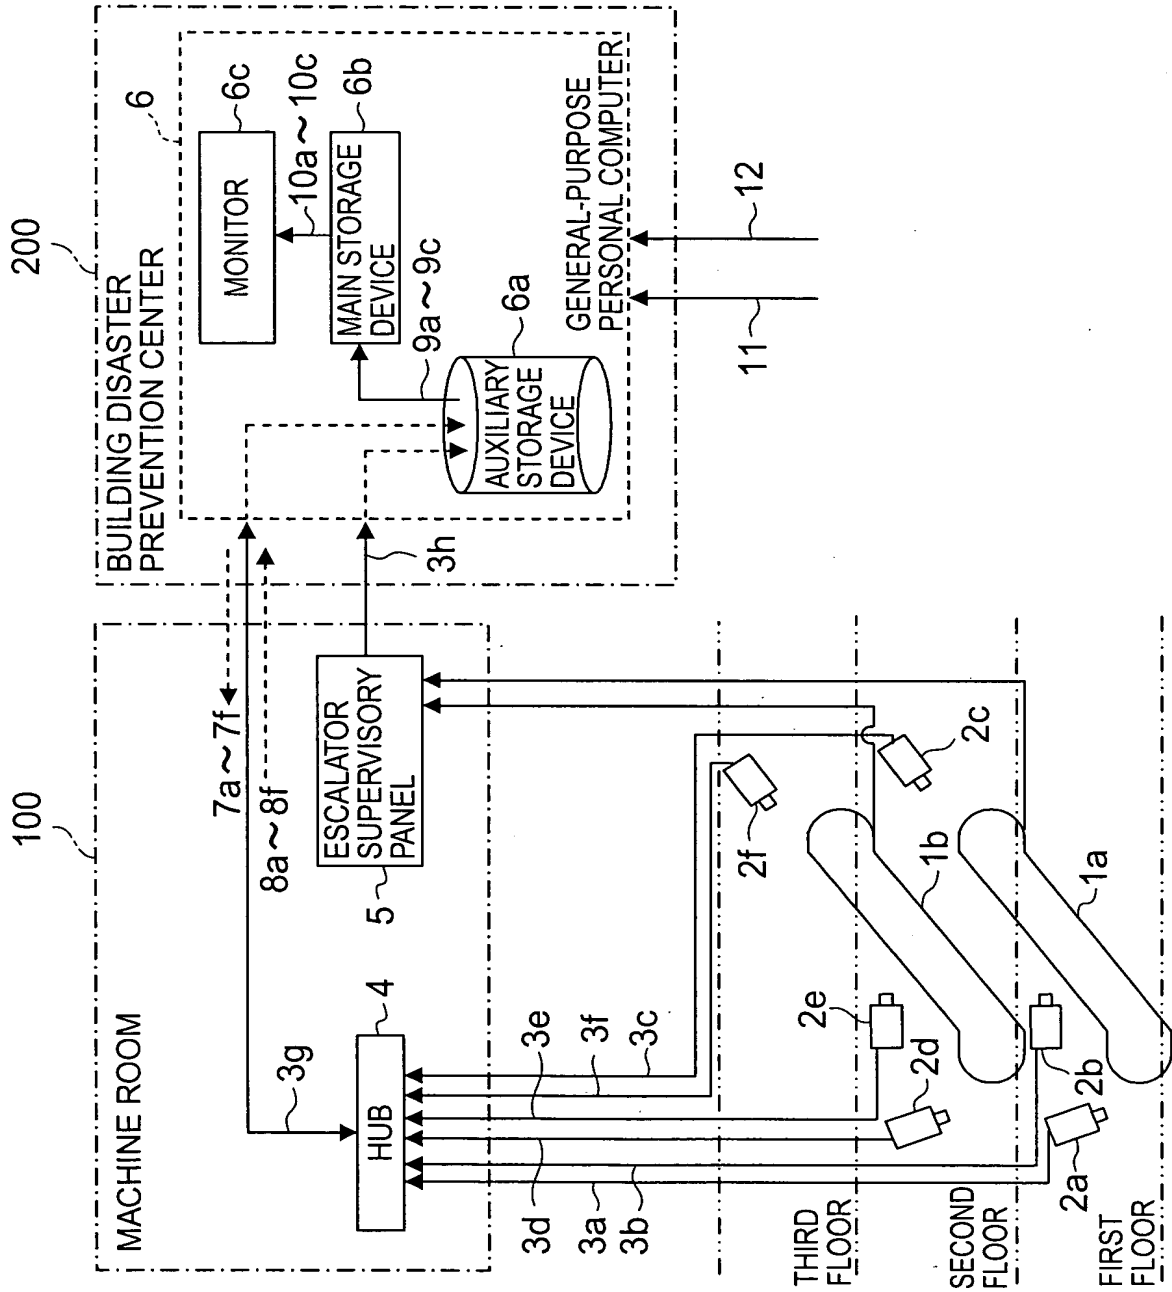 100
200
MACHINE ROOM
BUILDING DISASTER
PREVENTION CENTER
6
7a~7f
8a~8f
3g
4
HUB
5
ESCALATOR
SUPERVISORY
PANEL
3h
MONITOR
6c
10a~10c
MAIN STORAGE
DEVICE
6b
9a~9c
AUXILIARY
STORAGE
DEVICE
6a
GENERAL-PURPOSE
PERSONAL COMPUTER
11
12
3d
3a
3b
3e
3f
3c
THIRD
FLOOR
2e
2d
2f
2c
1b
SECOND
FLOOR
2b
2a
1a
FIRST
FLOOR